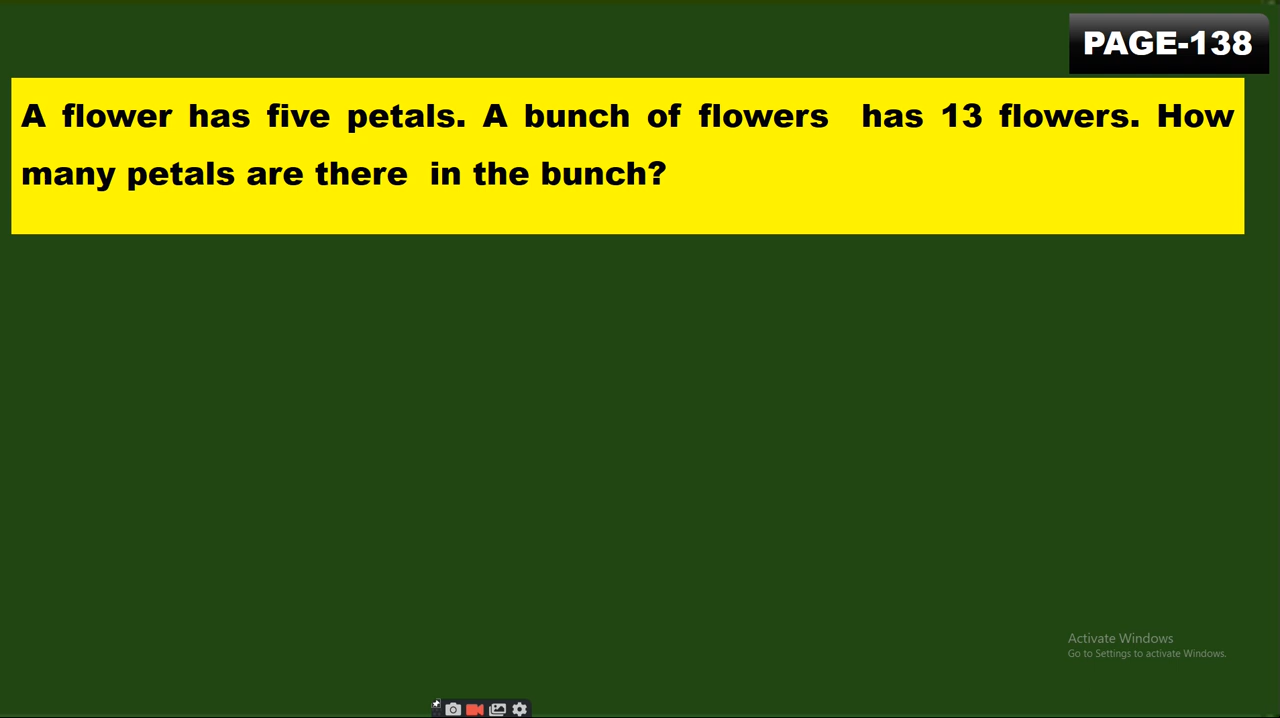 PAGE-138
A flower has five petals. A bunch of flowers has 13 flowers. How
many petals are there in the bunch?
Activate Windows
Go to Settings to activate Windows.